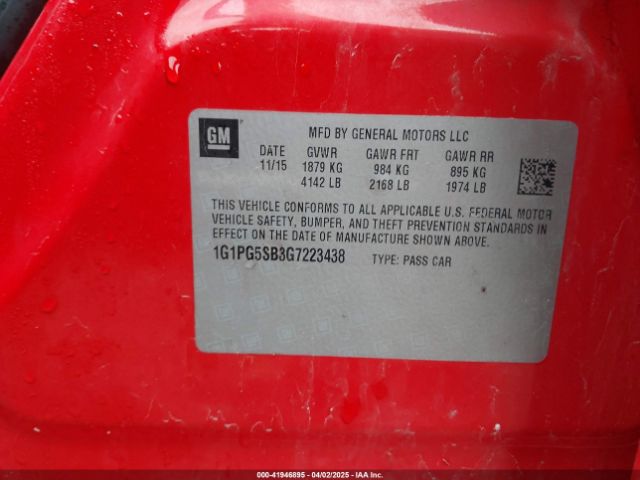 GM
MFD BY GENERAL MOTORS LLC
DATE GVWR GAWR FRT GAWR RR
11/15 1879 KG 984 KG 895 KG
4142 LB 2168 LB 1974 LB
THIS VEHICLE CONFORMS TO ALL APPLICABLE U.S. FEDERAL MOTOR
VEHICLE SAFETY, BUMPER, AND THEFT PREVENTION STANDARDS IN
EFFECT ON THE DATE OF MANUFACTURE SHOWN ABOVE.
1G1PG5SB3G7223438 TYPE: PASS CAR
000-41946895 - 04/02/2025 - IAA Inc.